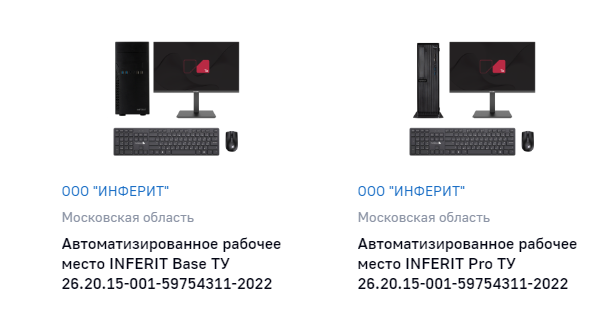 ООО "ИНФЕРИТ"
Московская область
Автоматизированное рабочее
место INFERIT Base ТУ
26.20.15-001-59754311-2022
ООО "ИНФЕРИТ"
Московская область
Автоматизированное рабочее
место INFERIT Pro ТУ
26.20.15-001-59754311-2022